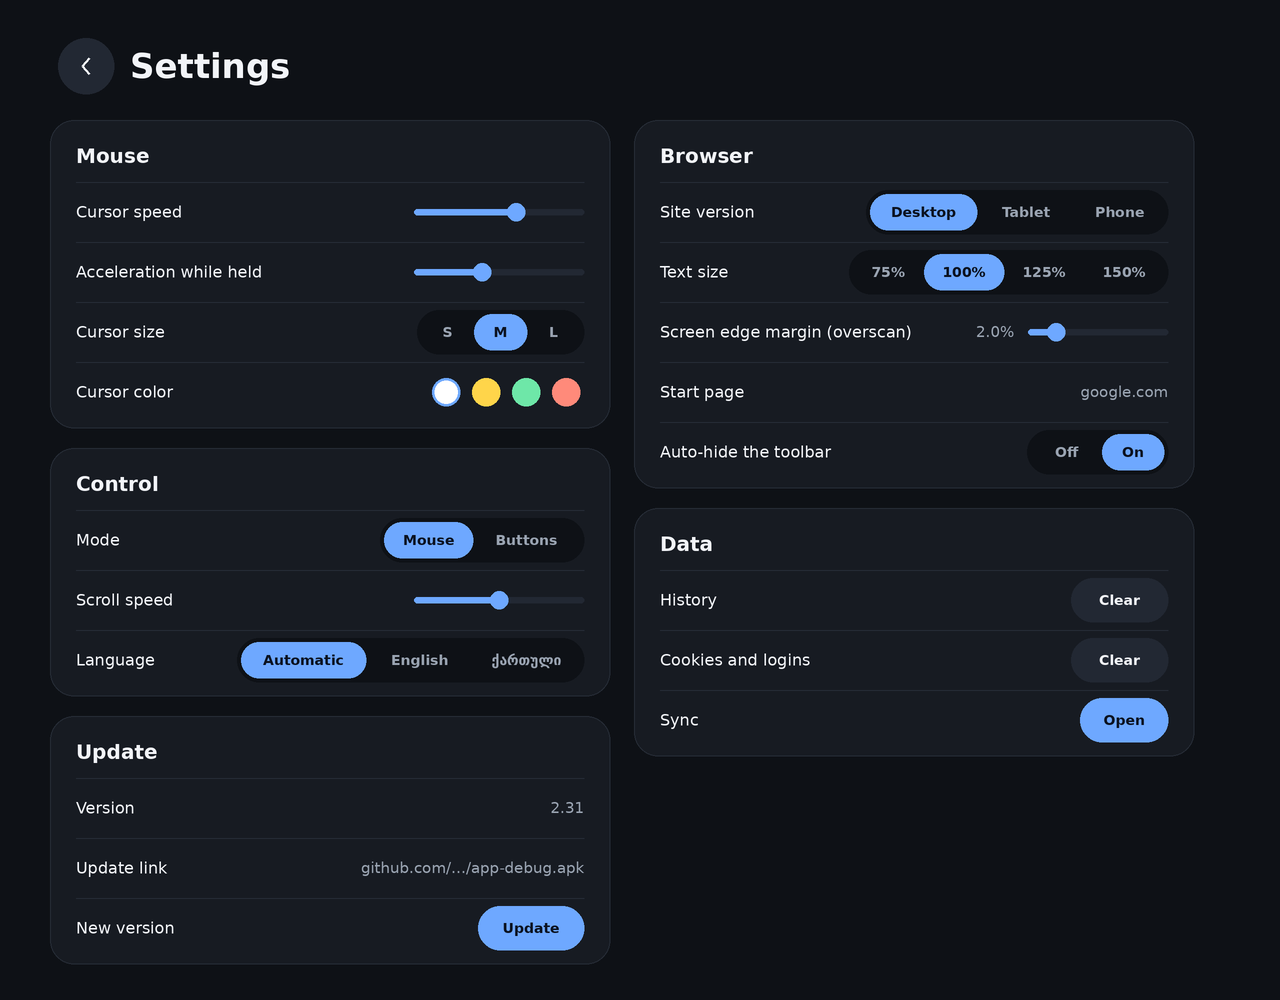 Settings
Mouse
Cursor speed
Acceleration while held
Cursor size S M L
Cursor color
Control
Mode Mouse Buttons
Scroll speed
Language Automatic English ქართული
Update
Version 2.31
Update link github.com/.../app-debug.apk
New version Update
Browser
Site version Desktop Tablet Phone
Text size 75% 100% 125% 150%
Screen edge margin (overscan) 2.0%
Start page google.com
Auto-hide the toolbar Off On
Data
History Clear
Cookies and logins Clear
Sync Open